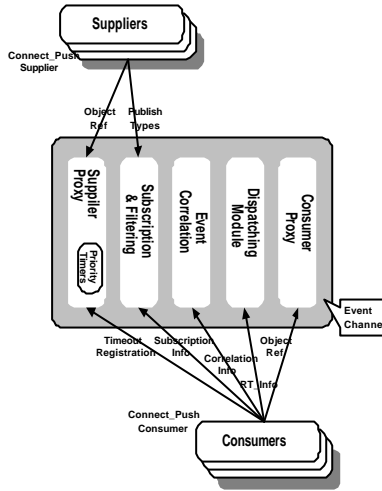 Suppliers
Connect_Push
Supplier
Object
Ref
Publish
Types
Supplier
Proxy
Priority
Timers
Subscription
& Filtering
Event
Correlation
Dispatching
Module
Consumer
Proxy
Event
Channel
Timeout
Registration
Subscription
Info
Correlation
Info
RT_Info
Object
Ref
Connect_Push
Consumer
Consumers